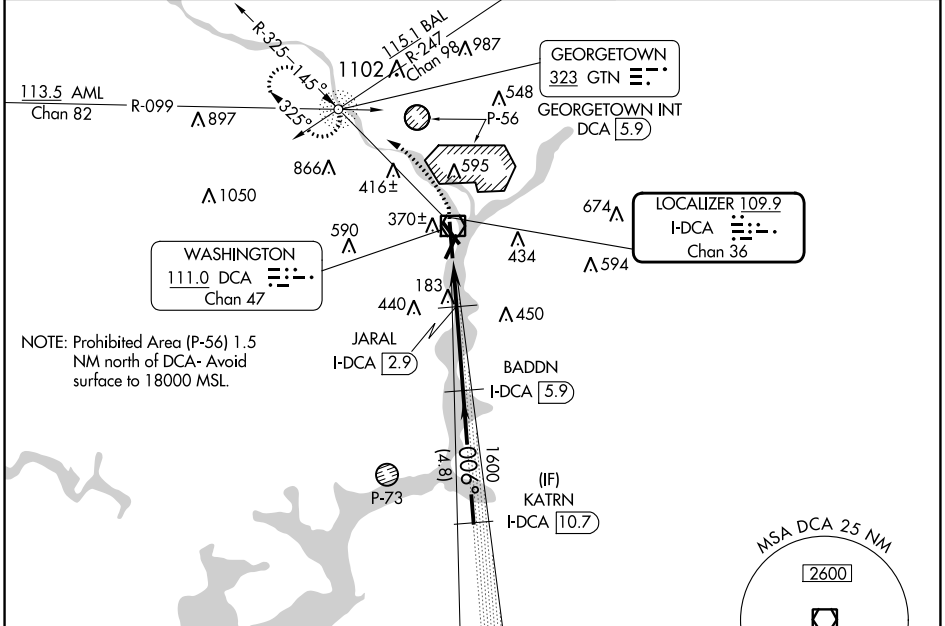 R-325
145°
325°
115.1 BAL
R-247
Chan 98
987
1102
GEORGETOWN
323 GTN
548
P-56
GEORGETOWN INT
DCA 5.9
113.5 AML
Chan 82
R-099
897
866
416±
595
1050
370±
590
674
LOCALIZER 109.9
I-DCA
Chan 36
434
594
WASHINGTON
111.0 DCA
Chan 47
183
440
450
NOTE: Prohibited Area (P-56) 1.5
NM north of DCA- Avoid
surface to 18000 MSL.
JARAL
I-DCA 2.9
BADDN
I-DCA 5.9
1600
006°
(4.8)
P-73
(IF)
KATRN
I-DCA 10.7
MSA DCA 25 NM
2600